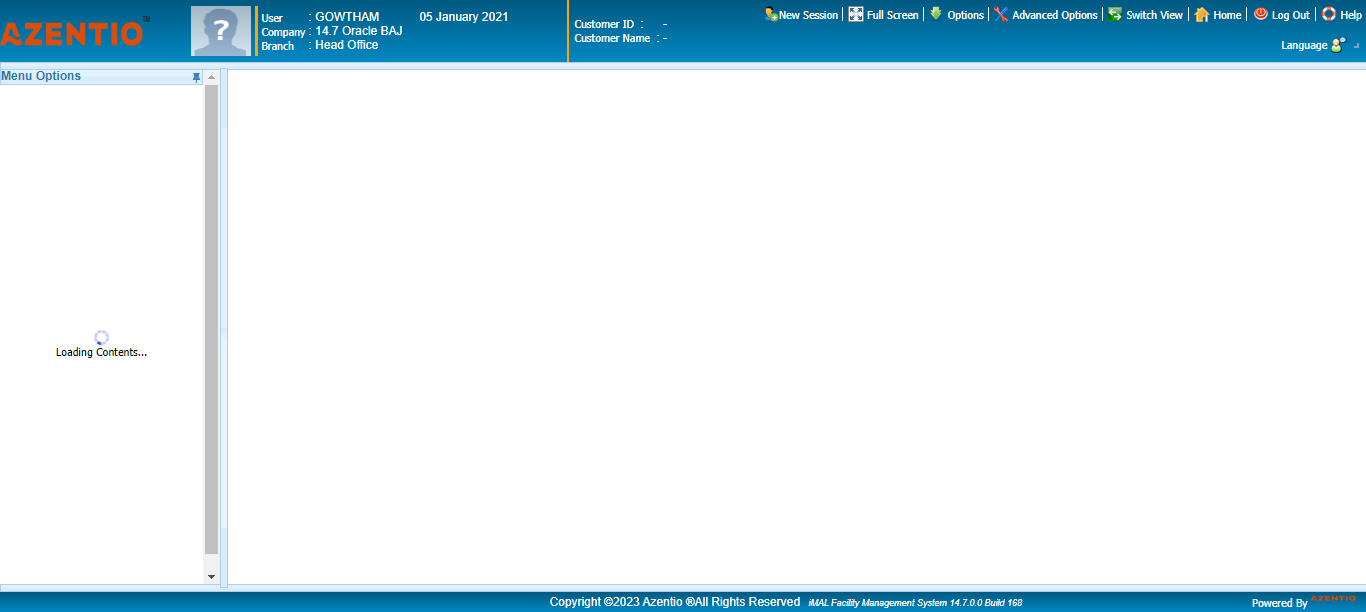 AZENTIO™
?
User : GOWTHAM 05 January 2021
Company : 14.7 Oracle BAJ
Branch : Head Office
Customer ID : -
Customer Name : -
New Session | Full Screen | Options | Advanced Options | Switch View | Home | Log Out | Help
Language
Menu Options
Loading Contents...
Copyright ©2023 Azentio ®All Rights Reserved iMAL Facility Management System 14.7.0.0 Build 168
Powered By AZENTIO